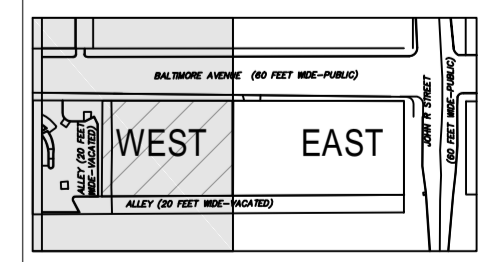 BALTIMORE AVENUE (60 FEET WIDE-PUBLIC)
JOHN R STREET
(60 FEET WIDE-PUBLIC)
ALLEY (20 FEET
WIDE-VACATED)
WEST
EAST
ALLEY (20 FEET WIDE-VACATED)